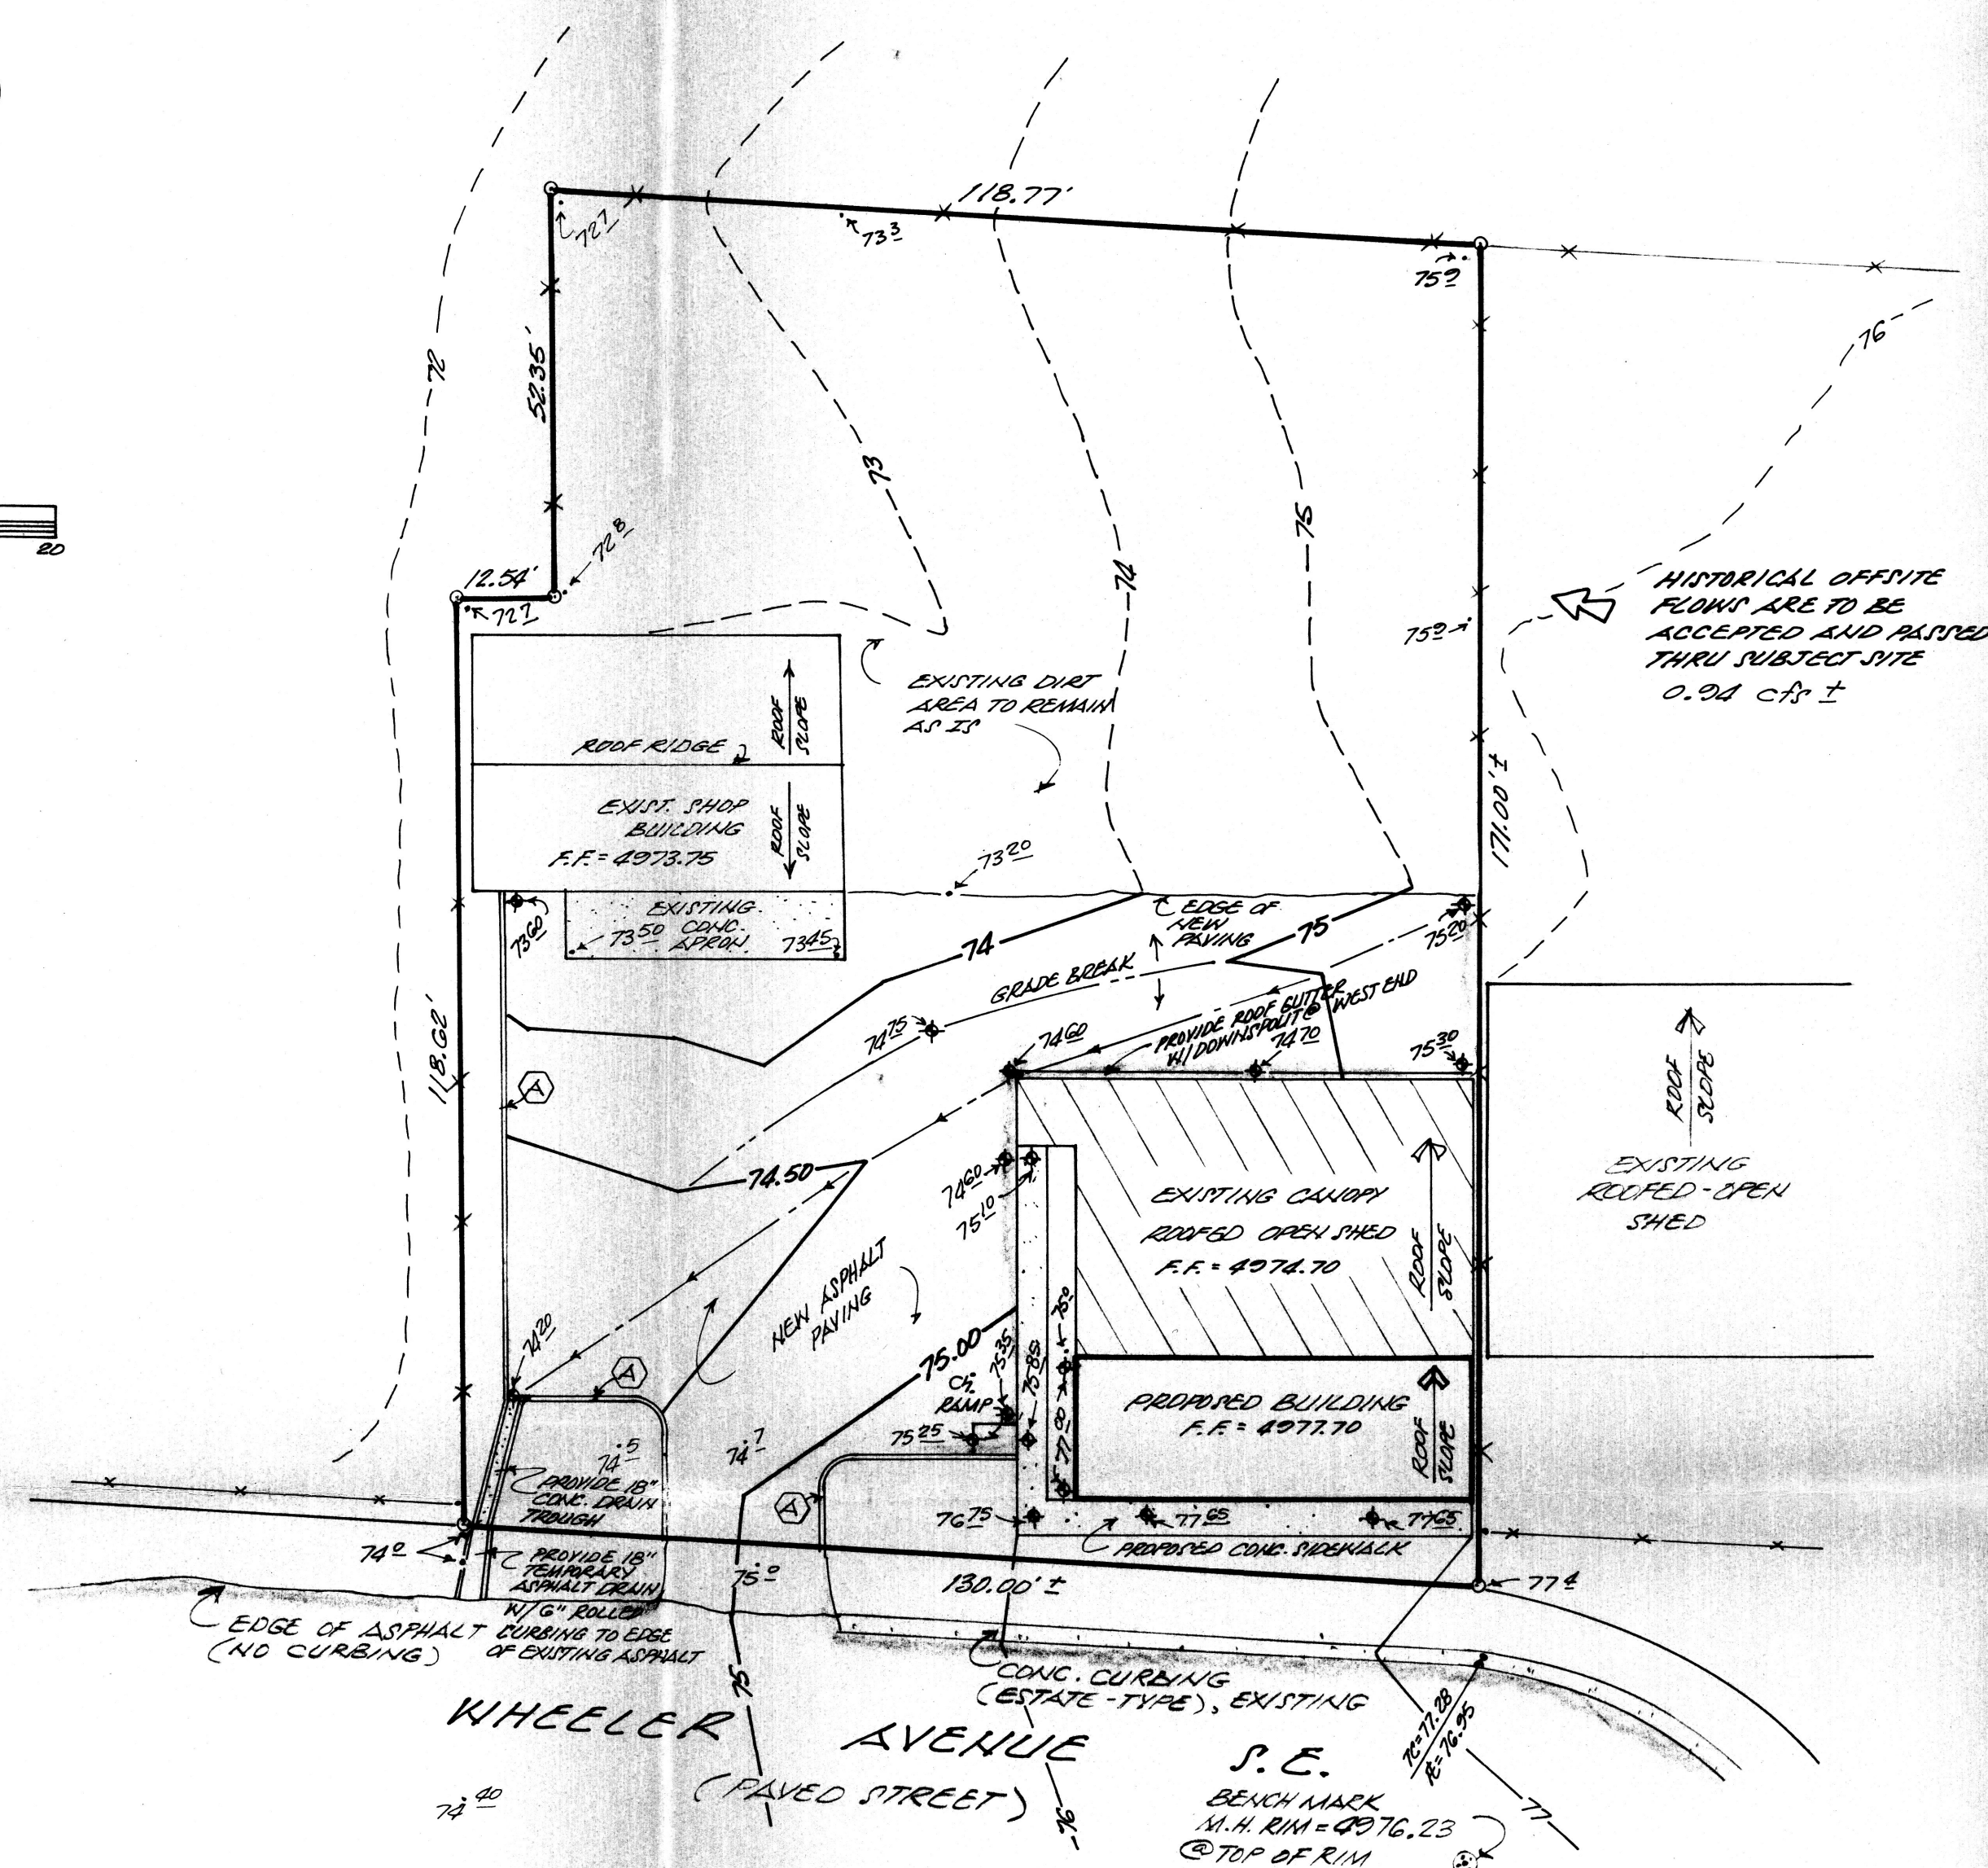 118.77'
72 7
73 3
75 9
76
72
52.35'
20
73
72 8
75
74
12.54'
72 7
75 9
HISTORICAL OFFSITE
FLOWS ARE TO BE
ACCEPTED AND PASSED
THRU SUBJECT SITE
0.94 cfs ±
EXISTING DIRT
AREA TO REMAIN
AS IS
ROOF RIDGE
ROOF
SLOPE
EXIST. SHOP
BUILDING
F.F. = 4973.75
ROOF
SLOPE
171.00' ±
73 20
EXISTING
CONC.
APRON
73 50
73 45
73 60
EDGE OF
NEW
PAVING
74
75
75 20
GRADE BREAK
PROVIDE ROOF GUTTER
W/ DOWNSPOUT @ WEST END
74 75
74 60
74 70
75 30
118.62'
A
ROOF
SLOPE
EXISTING
ROOFED-OPEN
SHED
74.50
74 60
75 10
EXISTING CANOPY
ROOFED OPEN SHED
F.F. = 4974.70
ROOF
SLOPE
NEW ASPHALT
PAVING
75.00
75 35
75 85
75 0
77 00
74 20
A
RAMP
75 25
PROPOSED BUILDING
F.F. = 4977.70
ROOF
SLOPE
74 5
74 7
PROVIDE 18"
CONC. DRAIN
TROUGH
A
76 75
77 65
77 65
PROPOSED CONC. SIDEWALK
74 0
PROVIDE 18"
TEMPORARY
ASPHALT DRAIN
W/ 6" ROLLED
CURBING TO EDGE
OF EXISTING ASPHALT
75 0
130.00' ±
77 4
EDGE OF ASPHALT
(NO CURBING)
CONC. CURBING
(ESTATE-TYPE), EXISTING
75
WHEELER AVENUE S.E.
(PAVED STREET)
TC=77.28
76
77
BENCH MARK
M.H. RIM = 4976.23
@ TOP OF RIM
74 40